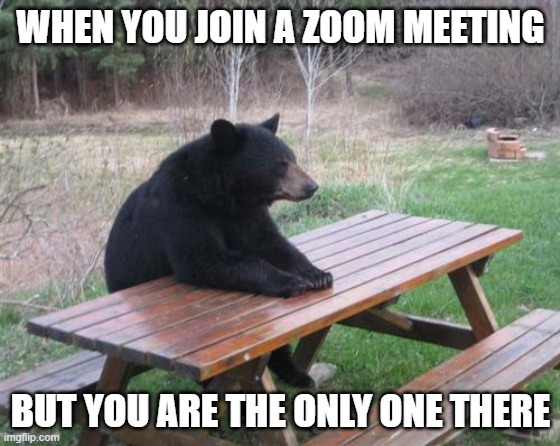 WHEN YOU JOIN A ZOOM MEETING
BUT YOU ARE THE ONLY ONE THERE
imgflip.com